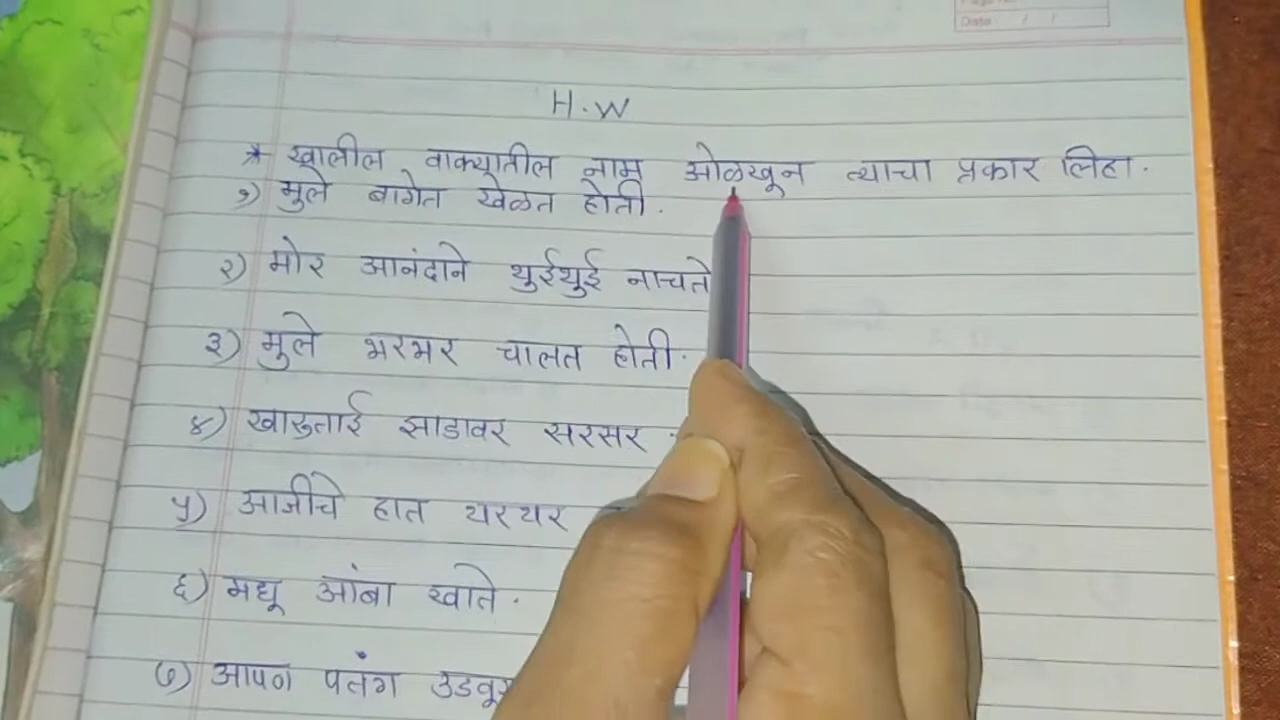 Date / /
H.W
* खालील वाक्यातील नाम ओळखून त्याचा प्रकार लिहा.
१) मुले बागेत खेळत होती.
२) मोर आनंदाने थुईथुई नाचतो
३) मुले भरभर चालत होती.
४) खारुताई झाडावर सरसर
५) आजीचे हात थरथर
६) मधू आंबा खाते.
७) आपण पतंग